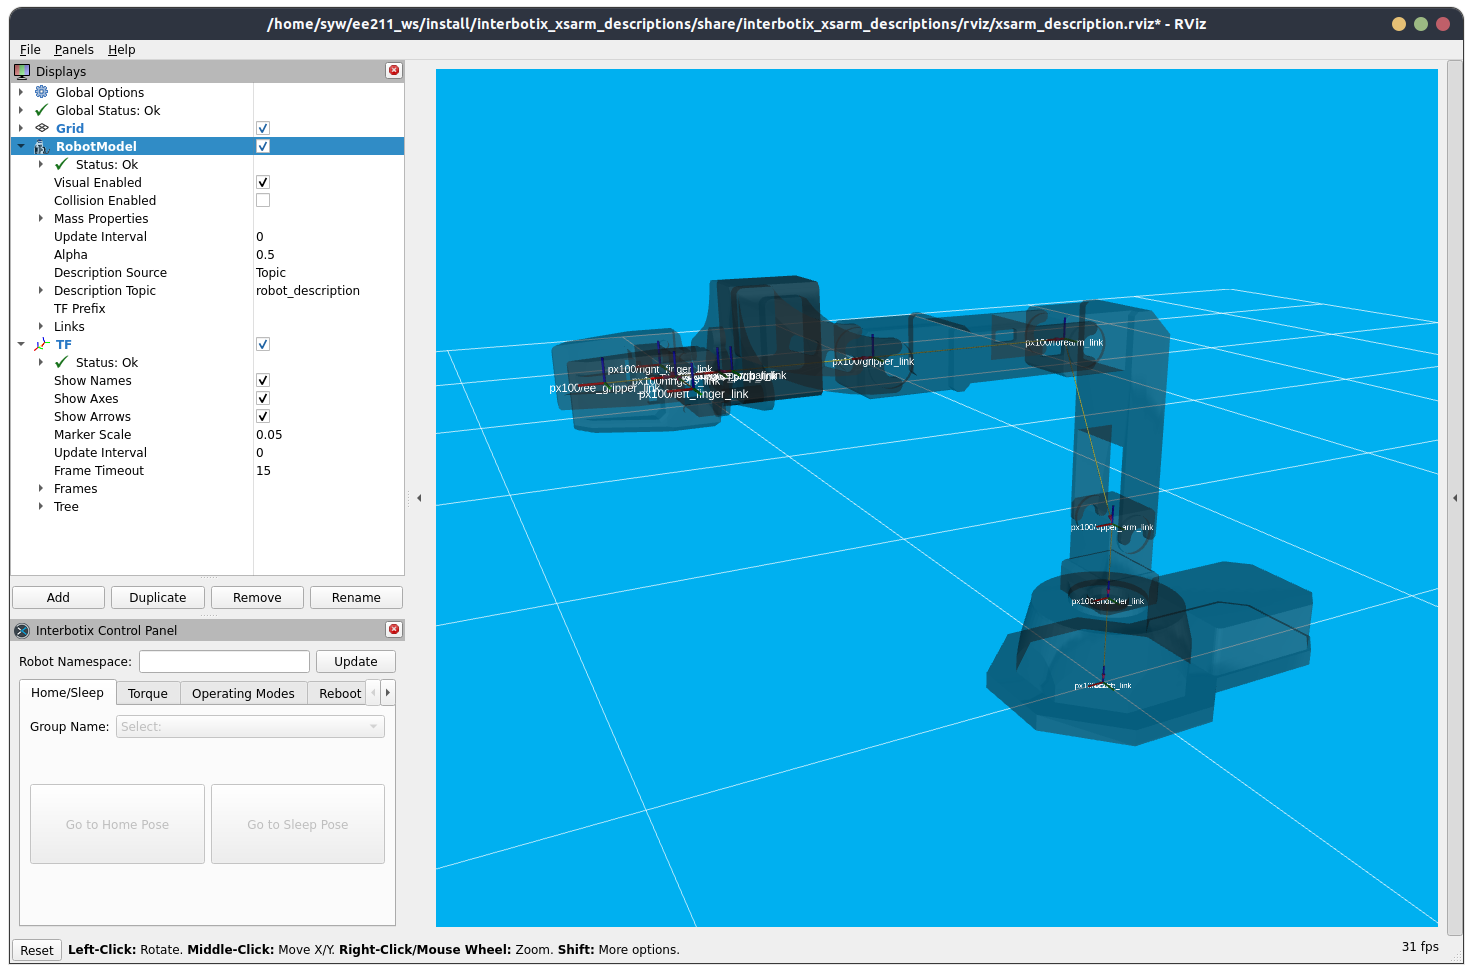 /home/syw/ee211_ws/install/interbotix_xsarm_descriptions/share/interbotix_xsarm_descriptions/rviz/xsarm_description.rviz* - RViz
File Panels Help
Displays
Global Options
Global Status: Ok
Grid
RobotModel
Status: Ok
Visual Enabled
Collision Enabled
Mass Properties
Update Interval 0
Alpha 0.5
Description Source Topic
Description Topic robot_description
TF Prefix
Links
TF
Status: Ok
Show Names
Show Axes
Show Arrows
Marker Scale 0.05
Update Interval 0
Frame Timeout 15
Frames
Tree
Add Duplicate Remove Rename
Interbotix Control Panel
Robot Namespace: Update
Home/Sleep Torque Operating Modes Reboot
Group Name: Select:
Go to Home Pose Go to Sleep Pose
px100/forearm_link
px100/gripper_link
px100/right_finger_link
px100/ee_gripper_link
px100/left_finger_link
px100/upper_arm_link
px100/shoulder_link
Reset Left-Click: Rotate. Middle-Click: Move X/Y. Right-Click/Mouse Wheel: Zoom. Shift: More options.
31 fps